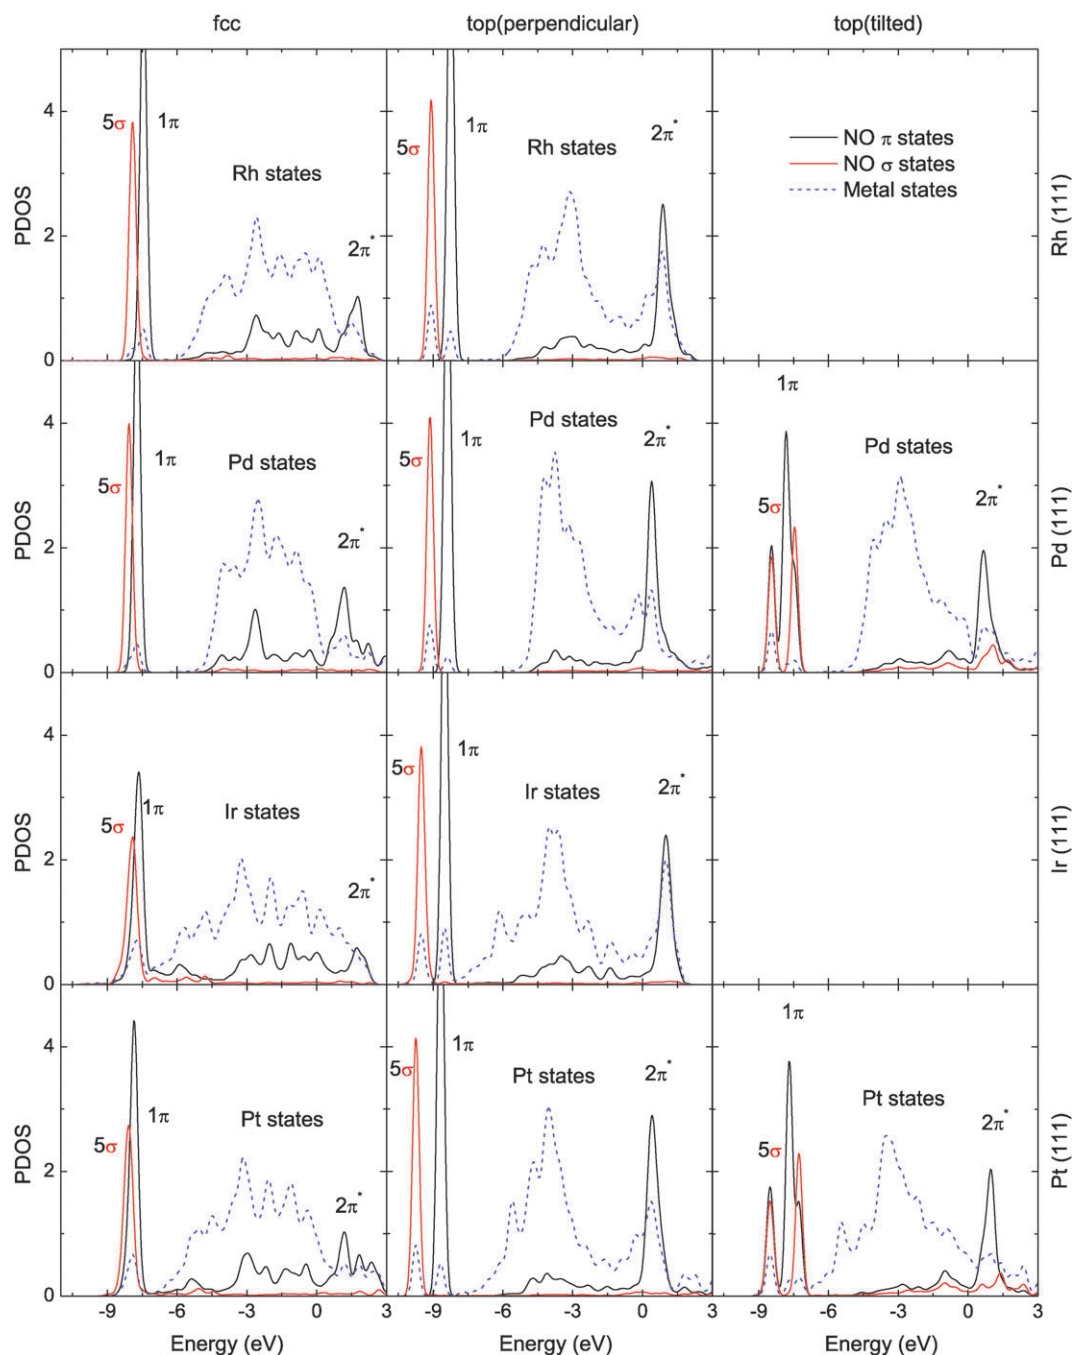 fcc top(perpendicular) top(tilted)
PDOS 4 2 0
5σ 1π Rh states 2π*
5σ 1π Rh states 2π*
NO π states
NO σ states
Metal states
Rh (111)
PDOS 4 2 0
5σ 1π Pd states 2π*
5σ 1π Pd states 2π*
1π 5σ Pd states 2π*
Pd (111)
PDOS 4 2 0
5σ 1π Ir states 2π*
5σ 1π Ir states 2π*
Ir (111)
PDOS 4 2 0
5σ 1π Pt states 2π*
5σ 1π Pt states 2π*
1π 5σ Pt states 2π*
Pt (111)
-9 -6 -3 0 3 -9 -6 -3 0 3 -9 -6 -3 0 3
Energy (eV) Energy (eV) Energy (eV)